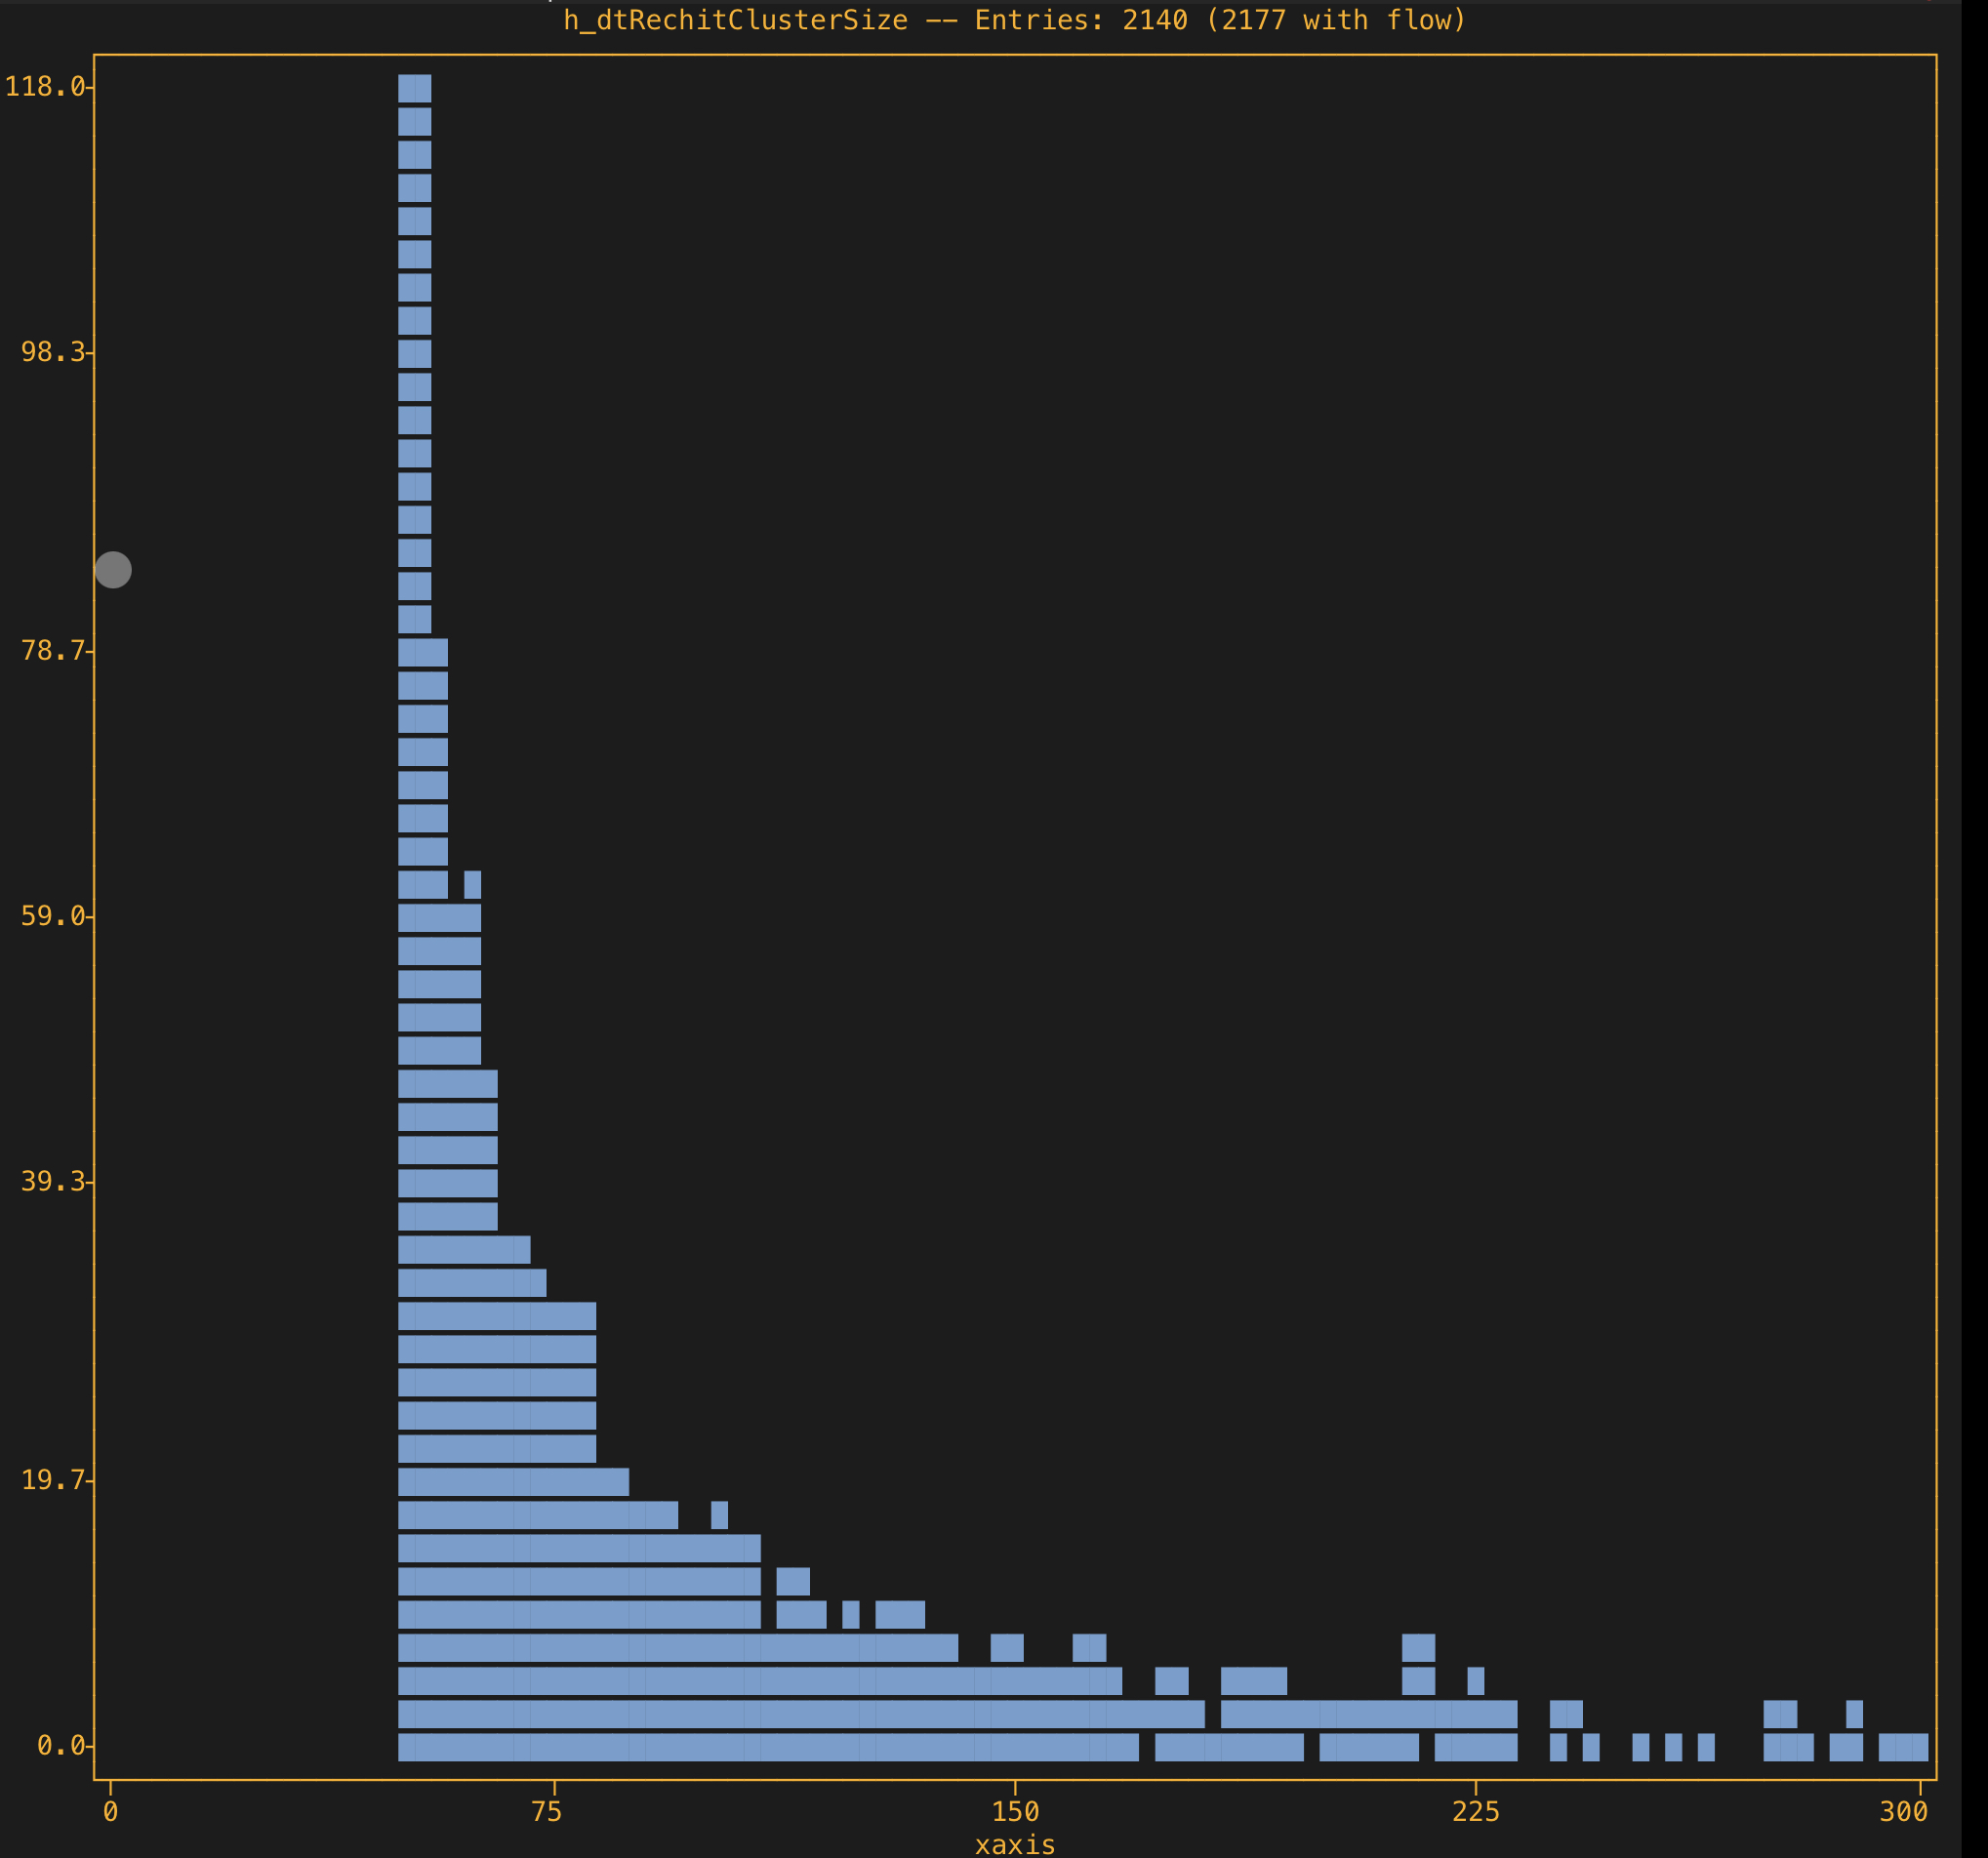 h_dtRechitClusterSize —— Entries: 2140 (2177 with flow)
118.0
98.3
78.7
59.0
39.3
19.7
0.0
0 75 150 225 300
xaxis